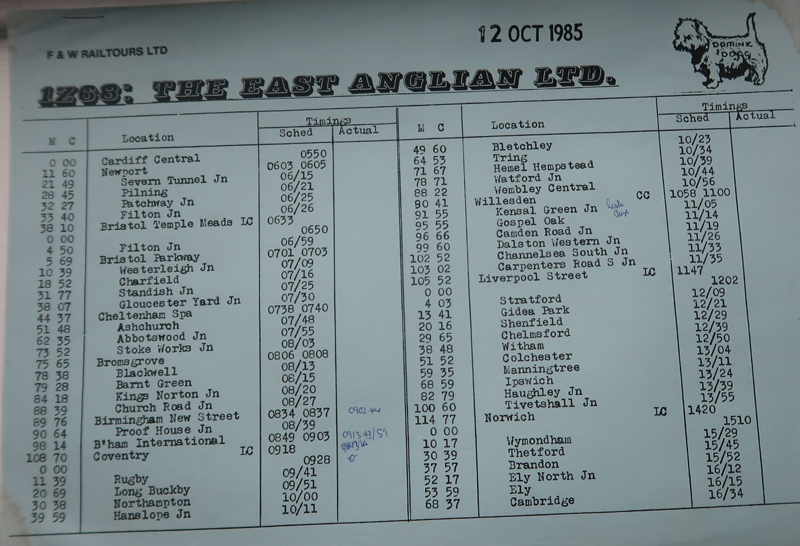 F & W RAILTOURS LTD
12 OCT 1985
DOMINIK DOGG
1Z68: THE EAST ANGLIAN LTD.
M C Location Timings
Sched Actual
0 00 Cardiff Central 0550
11 60 Newport 0603 0605
21 49 Severn Tunnel Jn 06/15
28 45 Pilning 06/21
32 27 Patchway Jn 06/25
33 40 Filton Jn 06/26
38 10 Bristol Temple Meads LC 0633
0 00 0650
4 50 Filton Jn 06/59
5 69 Bristol Parkway 0701 0703
10 39 Westerleigh Jn 07/09
18 52 Charfield 07/16
31 77 Standish Jn 07/25
38 07 Gloucester Yard Jn 07/30
44 37 Cheltenham Spa 0738 0740
51 48 Ashchurch 07/48
62 35 Abbotswood Jn 07/55
73 52 Stoke Works Jn 08/03
75 65 Bromsgrove 0806 0808
78 38 Blackwell 08/13
79 28 Barnt Green 06/15
84 18 Kings Norton Jn 08/20
88 39 Church Road Jn 08/27
89 76 Birmingham New Street 0834 0837
90 64 Proof House Jn 08/39
98 14 B'ham International 0849 0903
108 70 Coventry LC 0918
0 00 0928
11 39 Rugby 09/41
20 69 Long Buckby 09/51
30 38 Northampton 10/00
39 59 Hanslope Jn 10/11
M C Location Timings
Sched Actual
49 60 Bletchley 10/23
64 53 Tring 10/34
71 67 Hemel Hempstead 10/39
78 71 Watford Jn 10/44
88 22 Wembley Central 10/56
90 41 Willesden CC 1058 1100
91 55 Kensal Green Jn 11/05
95 55 Gospel Oak 11/14
96 66 Camden Road Jn 11/19
99 60 Dalston Western Jn 11/26
102 52 Channelsea South Jn 11/33
103 02 Carpenters Road S Jn 11/35
105 52 Liverpool Street LC 1147
0 00 1202
4 03 Stratford 12/09
13 41 Gidea Park 12/21
20 16 Shenfield 12/29
29 65 Chelmsford 12/39
38 48 Witham 12/50
51 52 Colchester 13/04
59 35 Manningtree 13/11
68 59 Ipswich 13/24
82 79 Haughley Jn 13/39
100 60 Tivetshall Jn 13/55
114 77 Norwich LC 1420
0 00 1510
10 17 Wymondham 15/29
30 39 Thetford 15/45
37 57 Brandon 15/52
52 17 Ely North Jn 16/12
53 59 Ely 16/15
68 37 Cambridge 16/34